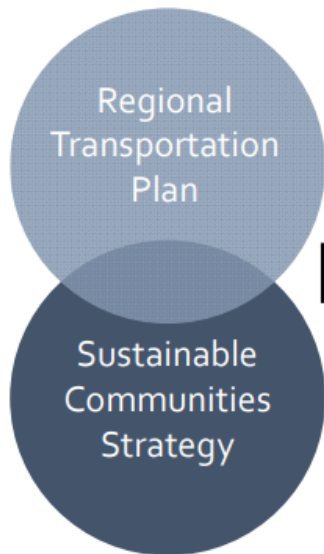 Regional
Transportation
Plan
Sustainable
Communities
Strategy